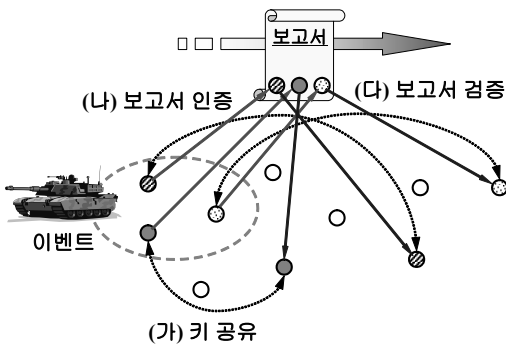 보고서
(나) 보고서 인증
(다) 보고서 검증
이벤트
(가) 키 공유